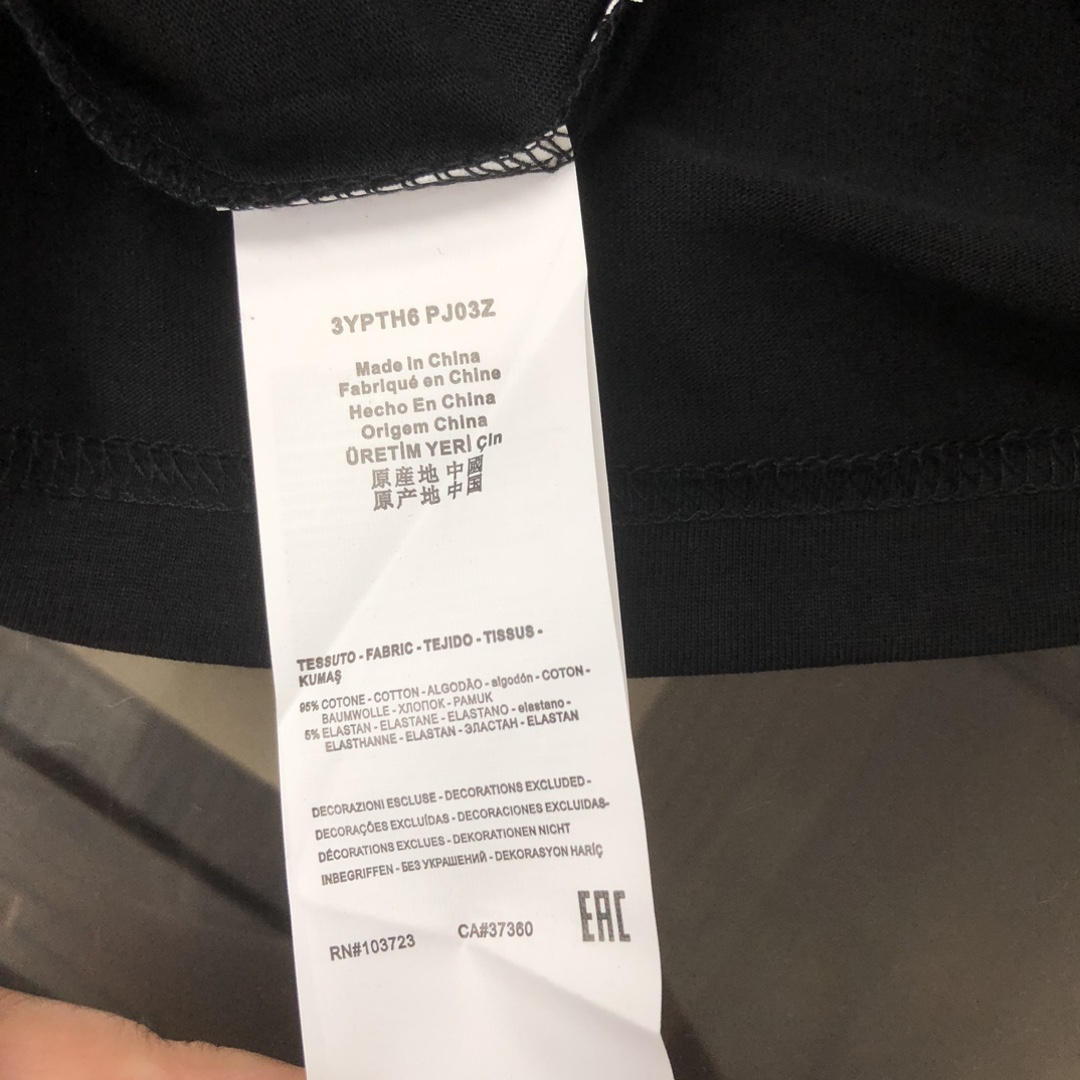 3YPTH6 PJ03Z
Made in China
Fabriqué en Chine
Hecho En China
Origem China
ÜRETİM YERİ Çin
原産地 中國
原产地 中国
TESSUTO - FABRIC - TEJIDO - TISSUS -
KUMAŞ
95% COTONE - COTTON - ALGODÃO - algodón - COTON -
BAUMWOLLE - ХЛОПОК - PAMUK
5% ELASTAN - ELASTANE - ELASTANO - elastano -
ELASTHANNE - ELASTAN - ЭЛАСТАН - ELASTAN
DECORAZIONI ESCLUSE - DECORATIONS EXCLUDED -
DECORAÇÕES EXCLUÍDAS - DECORACIONES EXCLUIDAS-
DÉCORATIONS EXCLUES - DEKORATIONEN NICHT
INBEGRIFFEN - БЕЗ УКРАШЕНИЙ - DEKORASYON HARİÇ
RN#103723 CA#37360 EAC